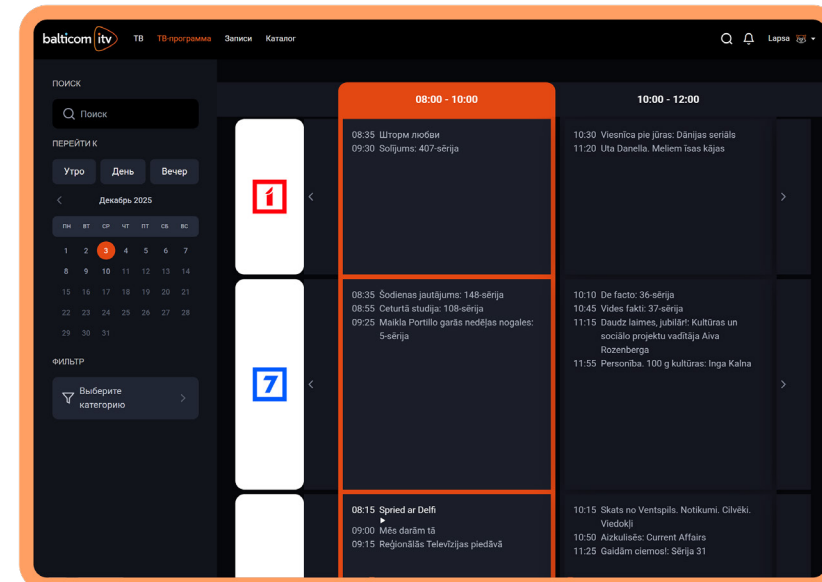 balticom itv
ТВ
ТВ-программа
Записи
Каталог
Lapsa
ПОИСК
Поиск
ПЕРЕЙТИ К
Утро
День
Вечер
Декабрь 2025
ПН ВТ СР ЧТ ПТ СБ ВС
1 2 3 4 5 6 7
8 9 10 11 12 13 14
15 16 17 18 19 20 21
22 23 24 25 26 27 28
29 30 31
ФИЛЬТР
Выберите
категорию
08:00 - 10:00
10:00 - 12:00
1
08:35 Шторм любви
09:30 Solījums: 407-sērija
10:30 Viesnīca pie jūras: Dānijas seriāls
11:20 Uta Danella. Meliem īsas kājas
7
08:35 Šodienas jautājums: 148-sērija
08:55 Ceturtā studija: 108-sērija
09:25 Maikla Portillo garās nedēļas nogales:
5-sērija
10:10 De facto: 36-sērija
10:45 Vides fakti: 37-sērija
11:15 Daudz laimes, jubilār!: Kultūras un
sociālo projektu vadītāja Aiva
Rozenberga
11:55 Personība. 100 g kultūras: Inga Kalna
08:15 Spried ar Delfi
09:00 Mēs darām tā
09:15 Reģionālās Televīzijas piedāvā
10:15 Skats no Ventspils. Notikumi. Cilvēki.
Viedokļi
10:50 Aizkulisēs: Current Affairs
11:25 Gaidām ciemos!: Sērija 31